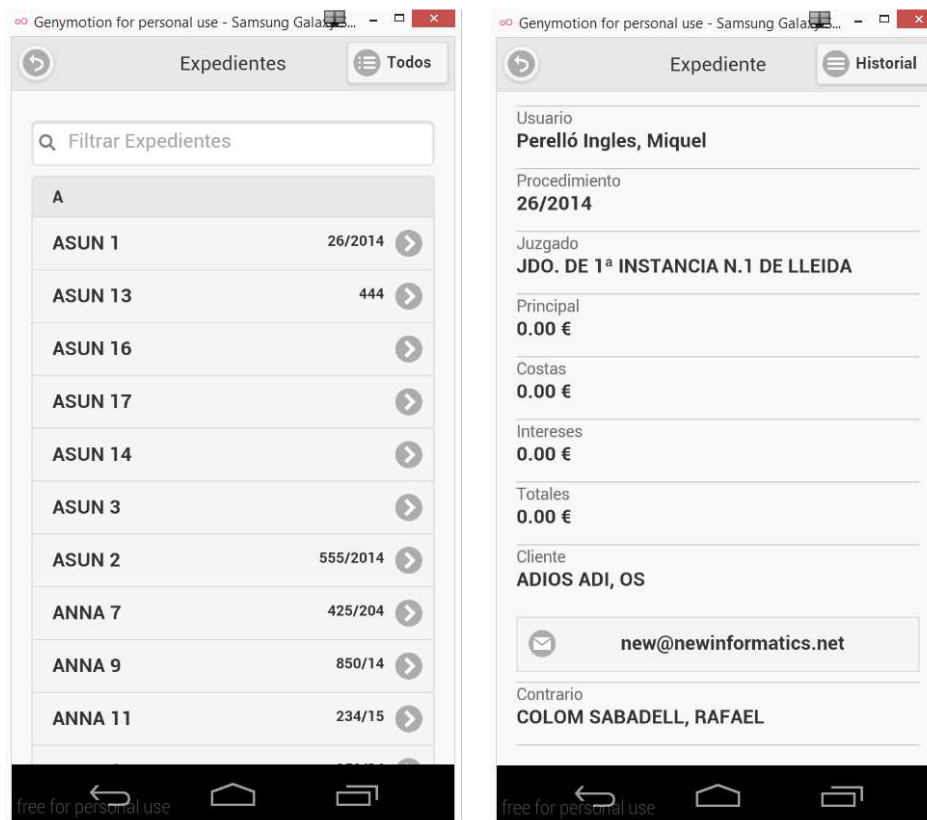 Genymotion for personal use - Samsung Galaxy S...
Expedientes
Todos
Filtrar Expedientes
A
ASUN 1 26/2014
ASUN 13 444
ASUN 16
ASUN 17
ASUN 14
ASUN 3
ASUN 2 555/2014
ANNA 7 425/204
ANNA 9 850/14
ANNA 11 234/15
free for personal use
Genymotion for personal use - Samsung Galaxy S...
Expediente
Historial
Usuario
Perelló Ingles, Miquel
Procedimiento
26/2014
Juzgado
JDO. DE 1ª INSTANCIA N.1 DE LLEIDA
Principal
0.00 €
Costas
0.00 €
Intereses
0.00 €
Totales
0.00 €
Cliente
ADIOS ADI, OS
new@newinformatics.net
Contrario
COLOM SABADELL, RAFAEL
free for personal use